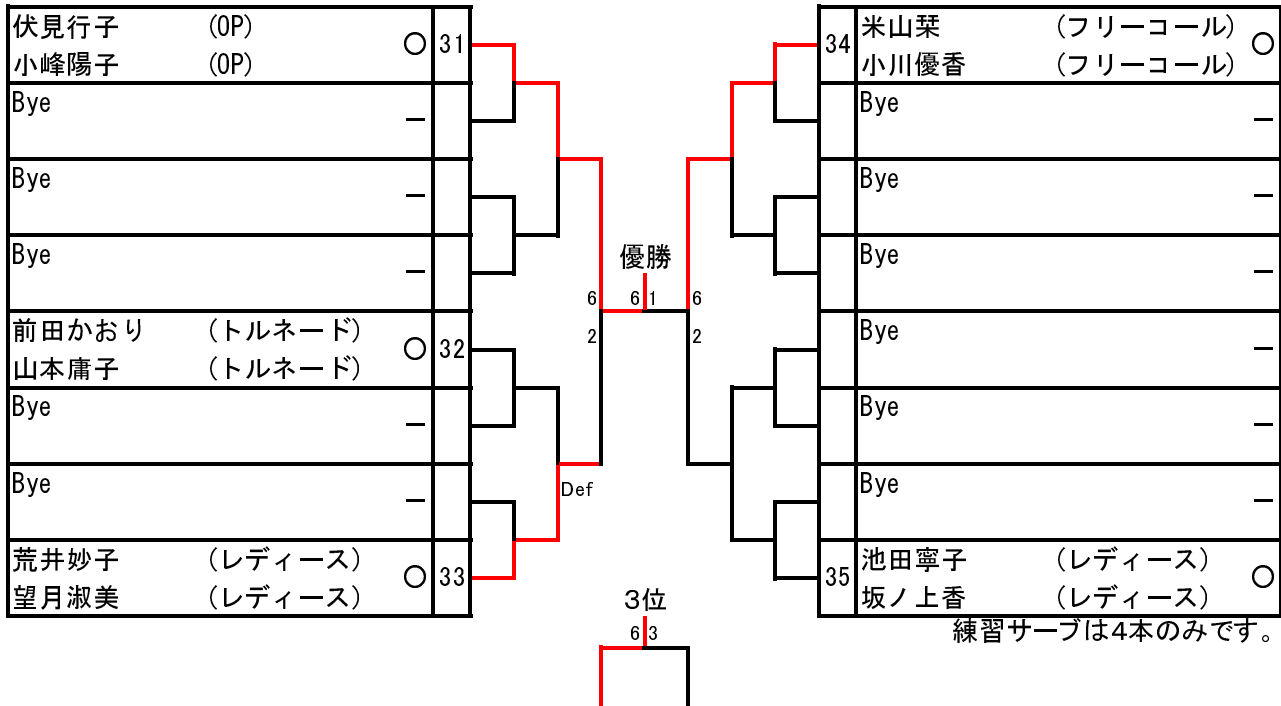 伏見行子 (OP)
小峰陽子 (OP)
○ 31
Bye
—
Bye
—
Bye
—
前田かおり (トルネード)
山本庸子 (トルネード)
○ 32
Bye
—
Bye
—
荒井妙子 (レディース)
望月淑美 (レディース)
○ 33
優勝
6 6 1 6
2 2
Def
3位
6 3
34 米山栞 (フリーコール)
小川優香 (フリーコール)
○
Bye
—
Bye
—
Bye
—
Bye
—
Bye
—
Bye
—
35 池田寧子 (レディース)
坂ノ上香 (レディース)
○
練習サーブは4本のみです。